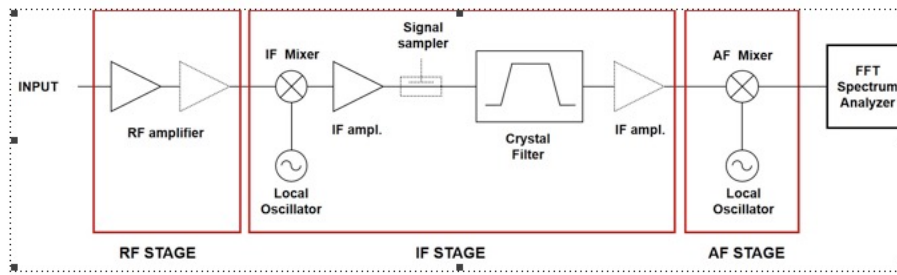 Signal
sampler
IF Mixer
AF Mixer
INPUT
FFT
Spectrum
Analyzer
RF amplifier
IF ampl.
Crystal
Filter
IF ampl.
Local
Oscillator
Local
Oscillator
RF STAGE
IF STAGE
AF STAGE